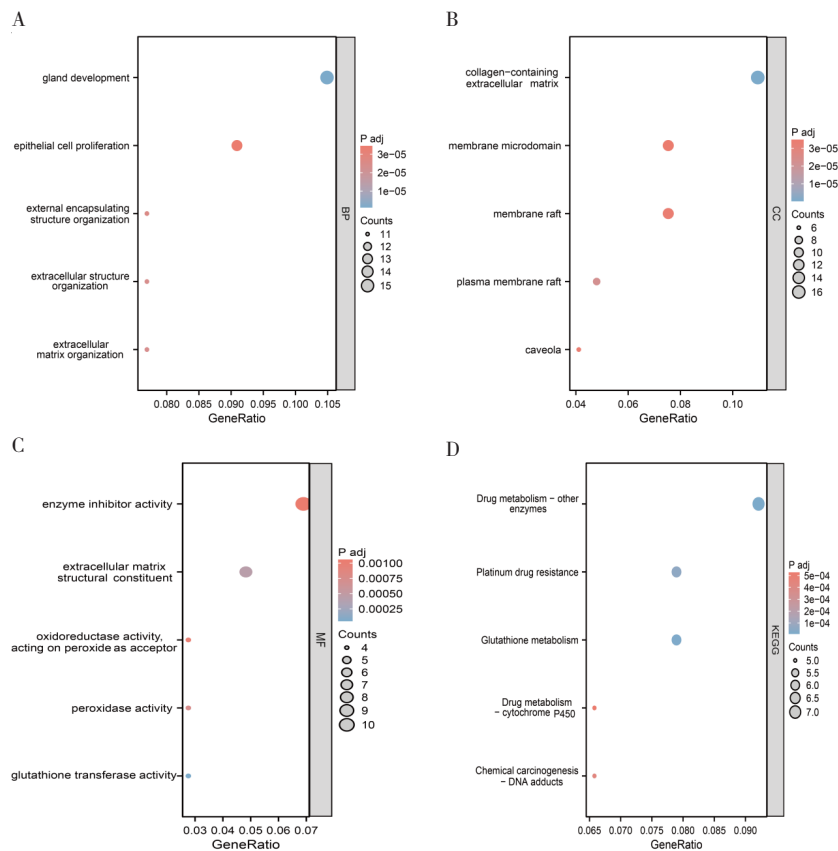 A
gland development
epithelial cell proliferation
external encapsulating
structure organization
extracellular structure
organization
extracellular
matrix organization
0.080 0.085 0.090 0.095 0.100 0.105
GeneRatio
BP
P adj
3e-05
2e-05
1e-05
Counts
11
12
13
14
15
B
collagen-containing
extracellular matrix
membrane microdomain
membrane raft
plasma membrane raft
caveola
0.04 0.06 0.08 0.10
GeneRatio
CC
P adj
3e-05
2e-05
1e-05
Counts
6
8
10
12
14
16
C
enzyme inhibitor activity
extracellular matrix
structural constituent
oxidoreductase activity,
acting on peroxide as acceptor
peroxidase activity
glutathione transferase activity
0.03 0.04 0.05 0.06 0.07
GeneRatio
MF
P adj
0.00100
0.00075
0.00050
0.00025
Counts
4
5
6
7
8
9
10
D
Drug metabolism - other
enzymes
Platinum drug resistance
Glutathione metabolism
Drug metabolism
- cytochrome P450
Chemical carcinogenesis
- DNA adducts
0.065 0.070 0.075 0.080 0.085 0.090
GeneRatio
KEGG
P adj
5e-04
4e-04
3e-04
2e-04
1e-04
Counts
5.0
5.5
6.0
6.5
7.0